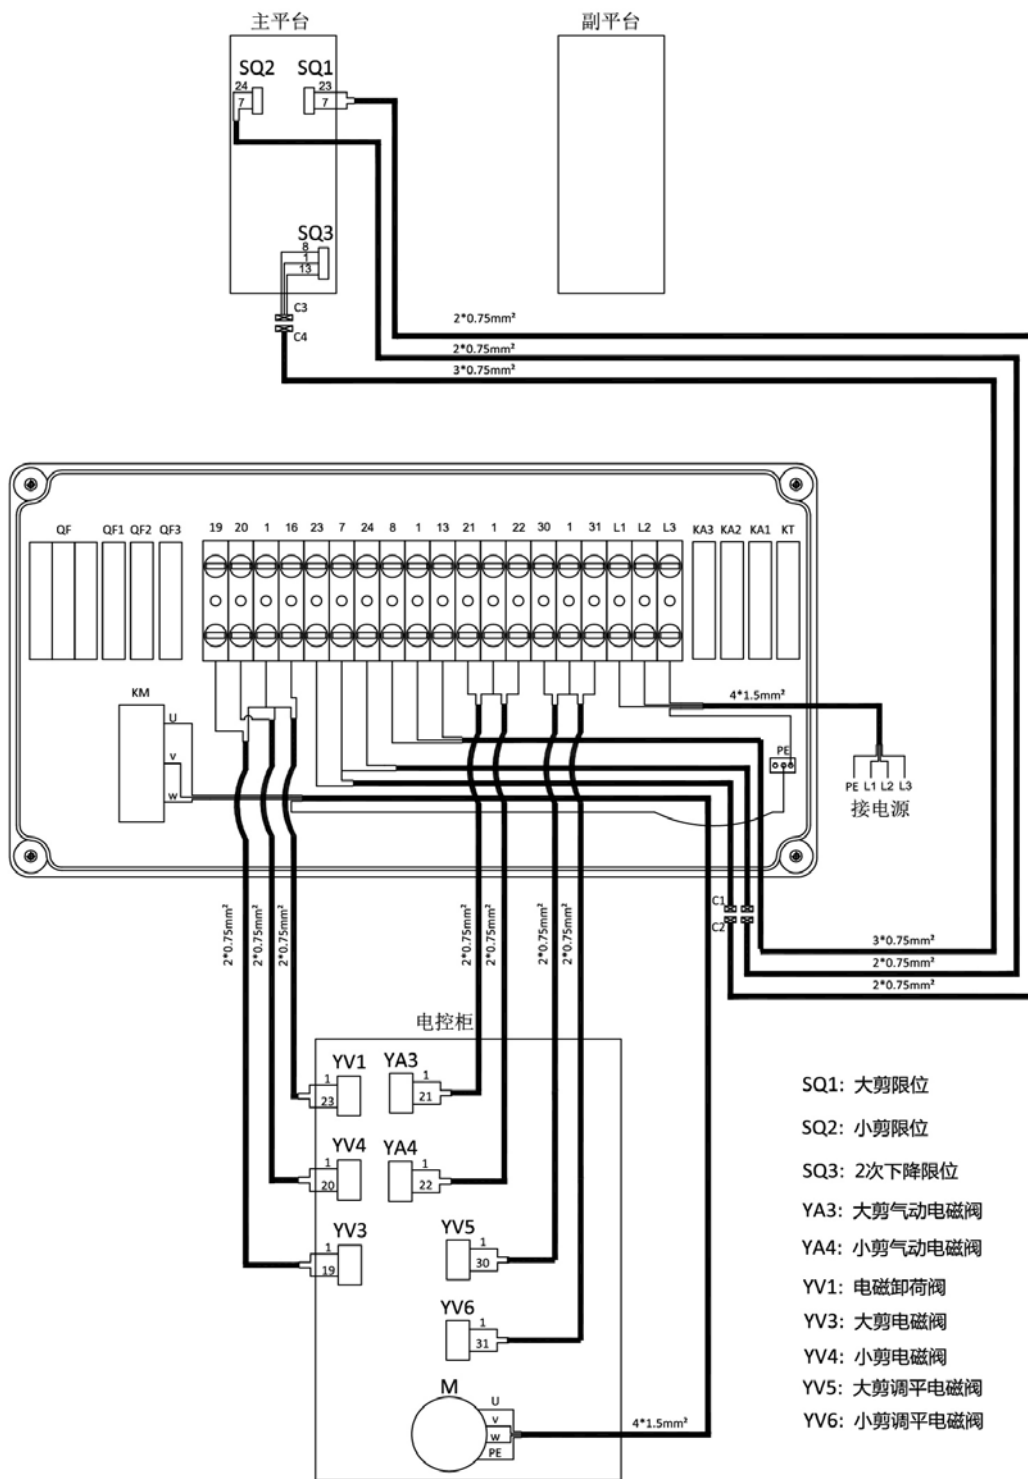 主平台
副平台
SQ2
SQ1
24
7
23
7
SQ3
8
1
13
C3
C4
2*0.75mm²
2*0.75mm²
3*0.75mm²
QF
QF1
QF2
QF3
19
20
1
16
23
7
24
8
1
13
21
1
22
30
1
31
L1
L2
L3
KA3
KA2
KA1
KT
KM
U
V
W
4*1.5mm²
PE
PE
L1
L2
L3
接电源
C1
C2
2*0.75mm²
2*0.75mm²
2*0.75mm²
2*0.75mm²
2*0.75mm²
2*0.75mm²
2*0.75mm²
3*0.75mm²
2*0.75mm²
2*0.75mm²
电控柜
YV1
1
23
YA3
1
21
YV4
1
20
YA4
1
22
YV3
1
19
YV5
1
30
YV6
1
31
M
U
V
W
PE
4*1.5mm²
SQ1: 大剪限位
SQ2: 小剪限位
SQ3: 2次下降限位
YA3: 大剪气动电磁阀
YA4: 小剪气动电磁阀
YV1: 电磁卸荷阀
YV3: 大剪电磁阀
YV4: 小剪电磁阀
YV5: 大剪调平电磁阀
YV6: 小剪调平电磁阀